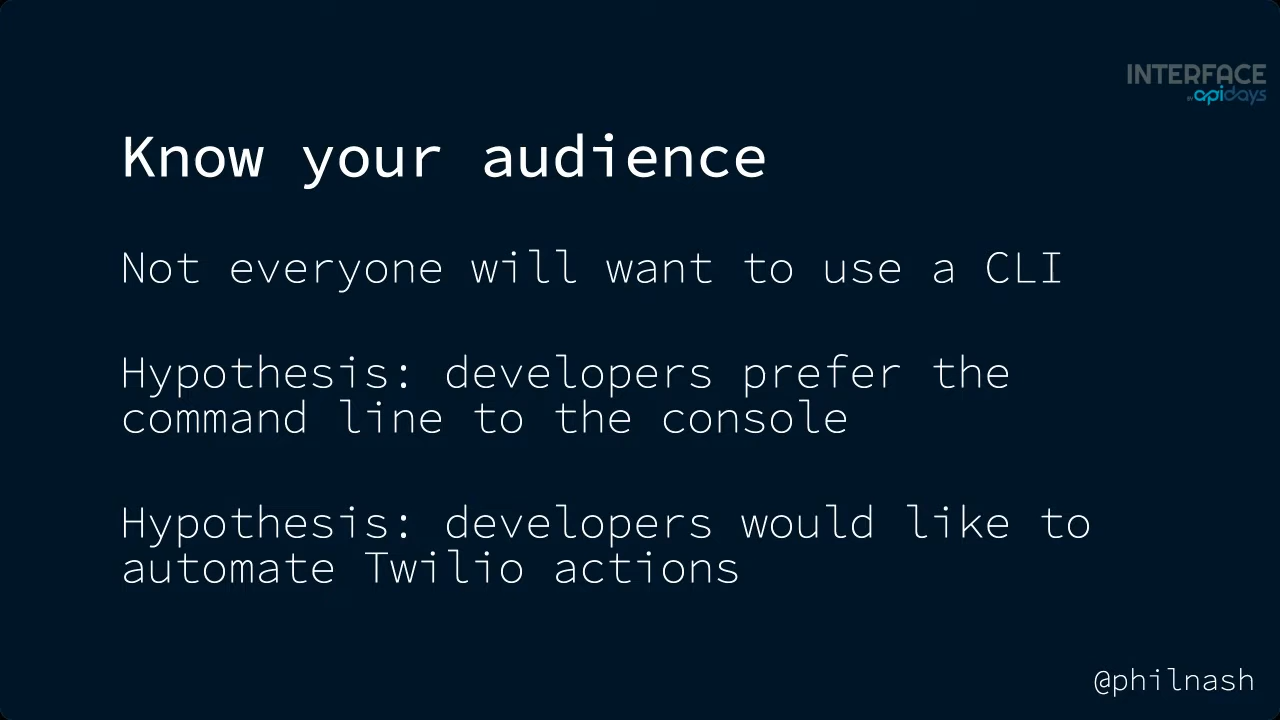 INTERFACE
BY apidays
Know your audience
Not everyone will want to use a CLI
Hypothesis: developers prefer the
command line to the console
Hypothesis: developers would like to
automate Twilio actions
@philnash